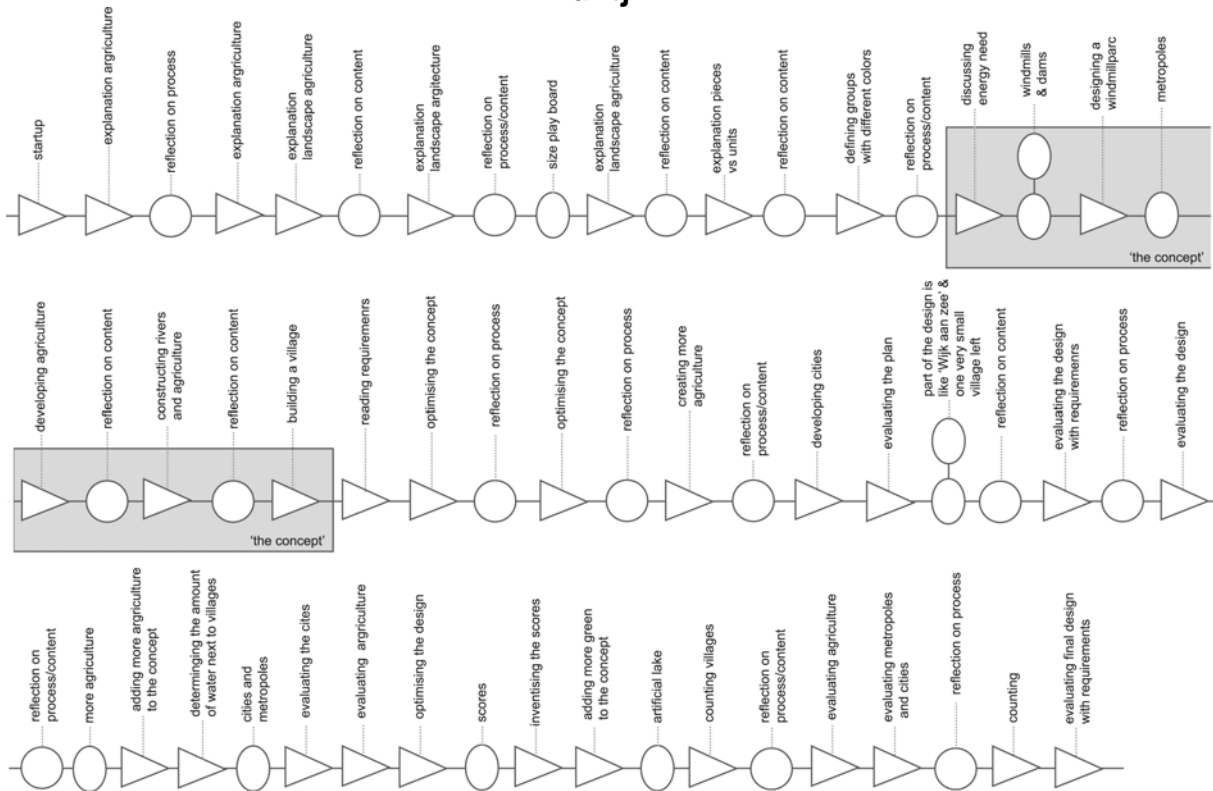 startup
explanation argriculture
reflection on process
explanation argriculture
explanation
landscape agriculture
reflection on content
explanation
landscape argitecture
reflection on
process/content
size play board
explanation
landscape agriculture
reflection on content
explanation pieces
vs units
reflection on content
defining groups
with different colors
reflection on
process/content
discussing
energy need
windmills
& dams
designing a
windmillparc
metropoles
'the concept'
developing agriculture
reflection on content
constructing rivers
and agriculture
reflection on content
building a village
'the concept'
reading requiremenrs
optimising the concept
reflection on process
optimising the concept
reflection on process
creating more
agriculture
reflection on
process/content
developing cities
evaluating the plan
part of the design is
like 'Wijk aan zee' &
one very small
village left
reflection on content
evaluating the design
with requiremenrs
reflection on process
evaluating the design
reflection on
process/content
more agriculture
adding more argriculture
to the concept
determinging the amount
of water next to villages
cities and
metropoles
evaluating the cites
evaluating argriculture
optimising the design
scores
inventising the scores
adding more green
to the concept
artificial lake
counting villages
reflection on
process/content
evaluating agriculture
evaluating metropoles
and cities
reflection on process
counting
evaluating final design
with requirements